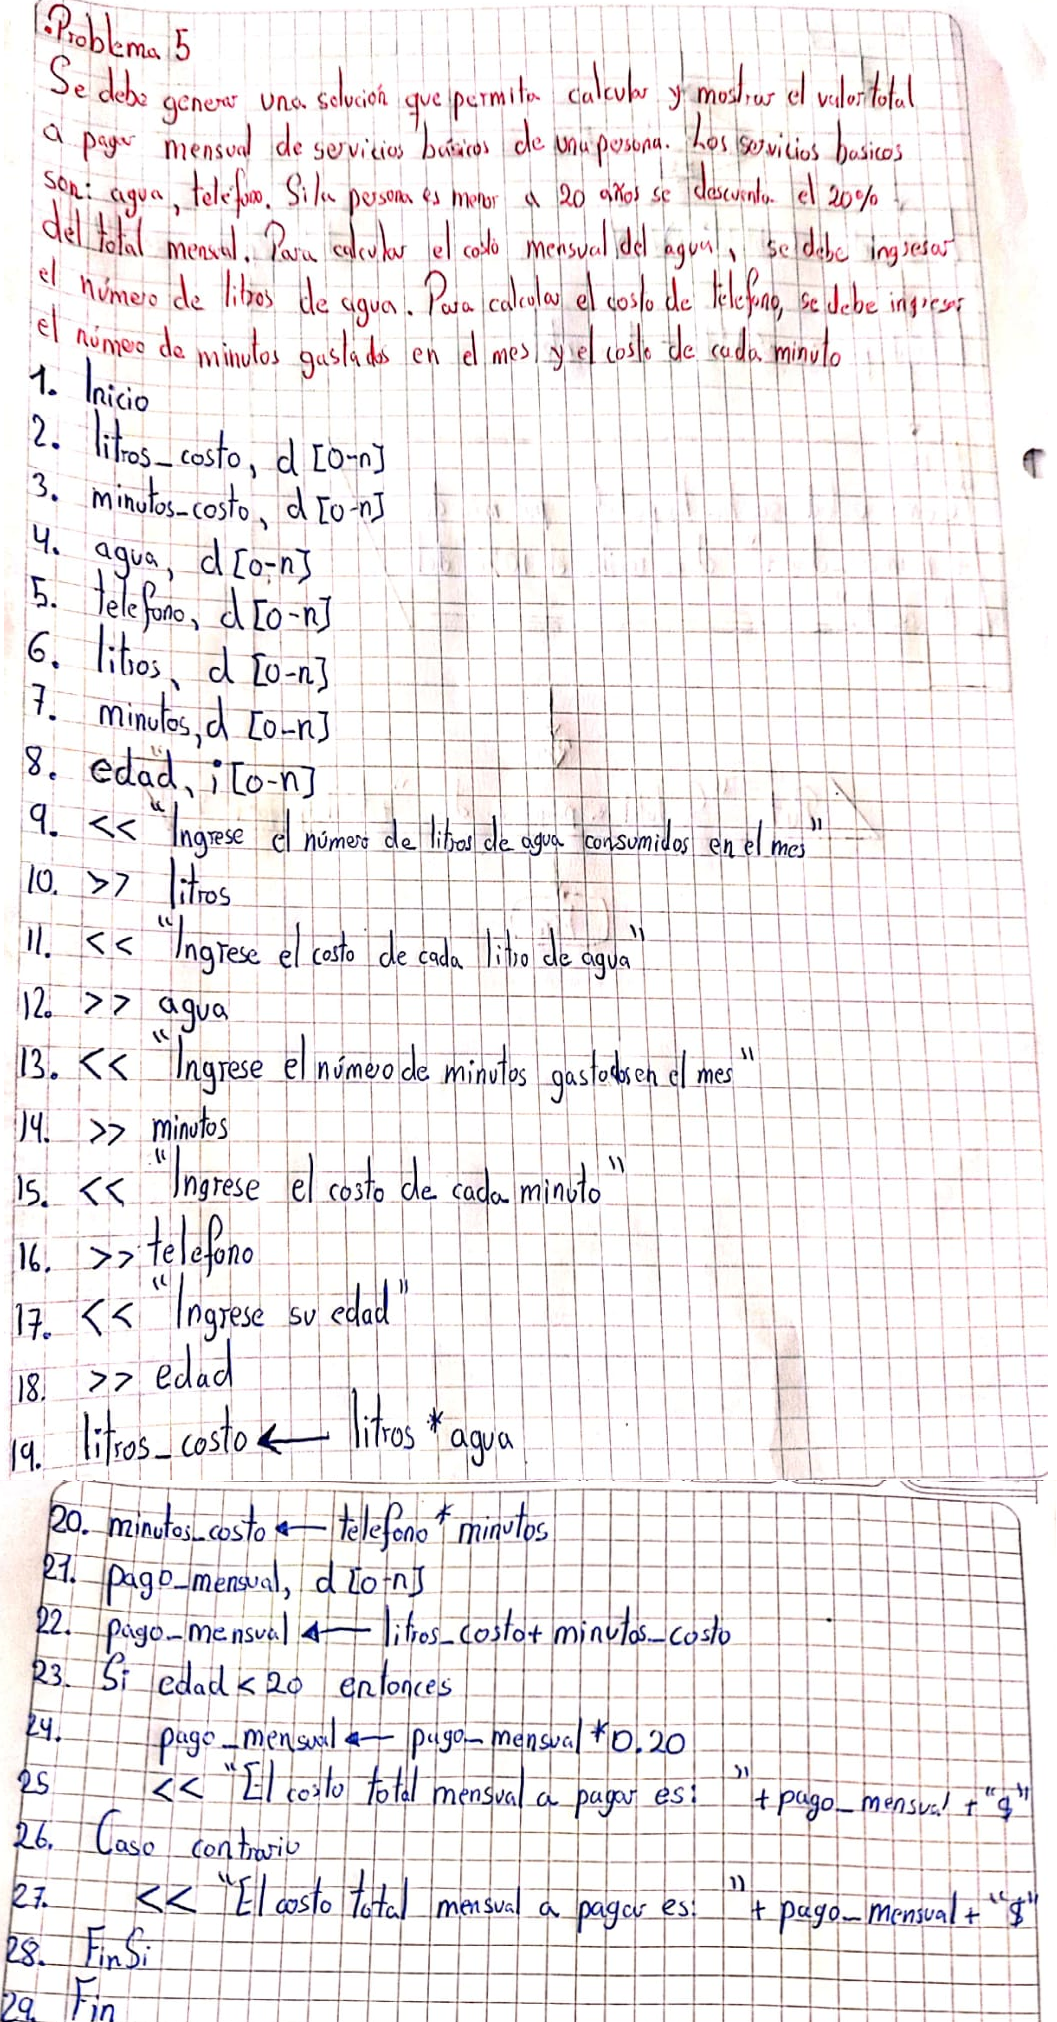 Problema 5
Se debe generar una solución que permita calcular y mostrar el valor total
a pagar mensual de servicios basicos de una persona. Los servicios basicos
son: agua, teléfono. Si la persona es menor a 20 años se descuenta el 20%
del total mensual. Para calcular el costo mensual del agua, se debe ingresar
el número de litros de agua. Para calcular el costo de telefono, se debe ingresar
el número de minutos gastados en el mes y el costo de cada minuto
1. Inicio
2. litros_costo, d [0-n]
3. minutos-costo, d [0-n]
4. agua, d [0-n]
5. telefono, d [0-n]
6. litros, d [0-n]
7. minutos, d [0-n]
8. edad, i [0-n]
9. << "Ingrese el número de litros de agua consumidos en el mes"
10. >> litros
11. << "Ingrese el costo de cada litro de agua"
12. >> agua
13. << "Ingrese el número de minutos gastados en el mes"
14. >> minutos
15. << "Ingrese el costo de cada minuto"
16. >> telefono
17. << "Ingrese su edad"
18. >> edad
19. litros_costo ← litros * agua
20. minutos_costo ← telefono * minutos
21. pago_mensual, d [0-n]
22. pago_mensual ← litros_costo + minutos_costo
23. Si edad < 20 entonces
24. pago_mensual ← pago_mensual * 0.20
25 << "El costo total mensual a pagar es: " + pago_mensual + "$"
26. Caso contrario
27. << "El costo total mensual a pagar es: " + pago_mensual + "$"
28. FinSi
29. Fin